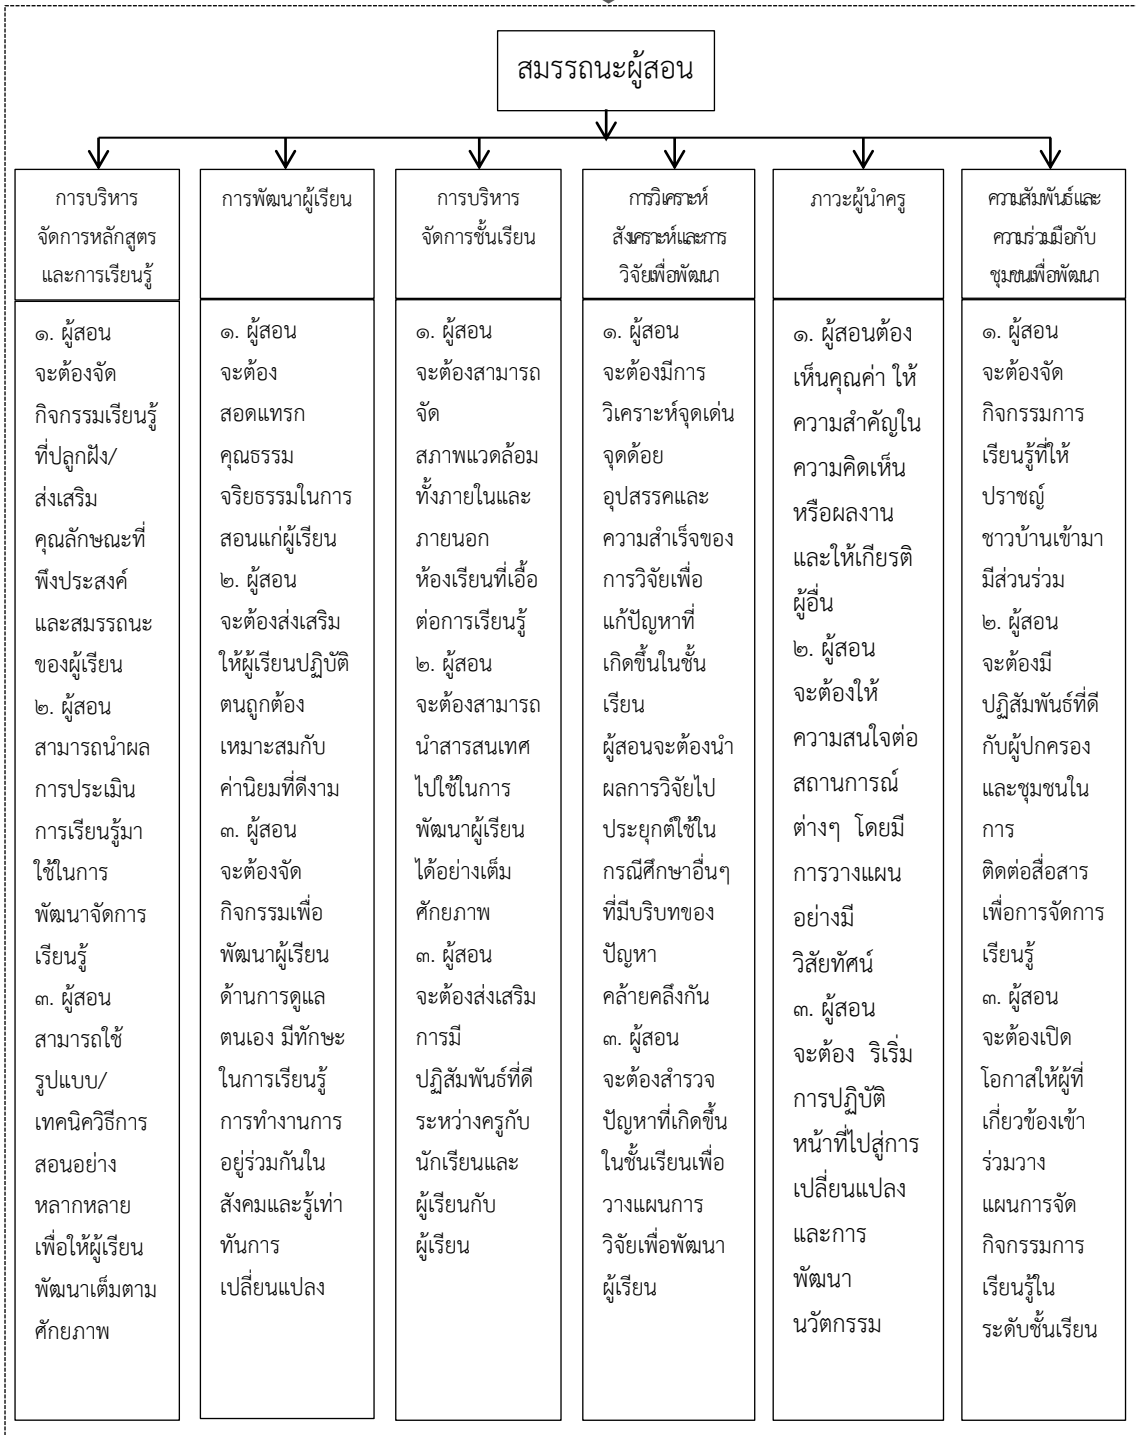 สมรรถนะผู้สอน
การบริหาร
จัดการหลักสูตร
และการเรียนรู้
การพัฒนาผู้เรียน
การบริหาร
จัดการชั้นเรียน
การวิเคราะห์
สังเคราะห์และการ
วิจัยเพื่อพัฒนา
ภาวะผู้นำครู
ความสัมพันธ์และ
ความร่วมมือกับ
ชุมชนเพื่อพัฒนา
๑. ผู้สอน
จะต้องจัด
กิจกรรมเรียนรู้
ที่ปลูกฝัง/
ส่งเสริม
คุณลักษณะที่
พึงประสงค์
และสมรรถนะ
ของผู้เรียน
๒. ผู้สอน
สามารถนำผล
การประเมิน
การเรียนรู้มา
ใช้ในการ
พัฒนาจัดการ
เรียนรู้
๓. ผู้สอน
สามารถใช้
รูปแบบ/
เทคนิควิธีการ
สอนอย่าง
หลากหลาย
เพื่อให้ผู้เรียน
พัฒนาเต็มตาม
ศักยภาพ
๑. ผู้สอน
จะต้อง
สอดแทรก
คุณธรรม
จริยธรรมในการ
สอนแก่ผู้เรียน
๒. ผู้สอน
จะต้องส่งเสริม
ให้ผู้เรียนปฏิบัติ
ตนถูกต้อง
เหมาะสมกับ
ค่านิยมที่ดีงาม
๓. ผู้สอน
จะต้องจัด
กิจกรรมเพื่อ
พัฒนาผู้เรียน
ด้านการดูแล
ตนเอง มีทักษะ
ในการเรียนรู้
การทำงานการ
อยู่ร่วมกันใน
สังคมและรู้เท่า
ทันการ
เปลี่ยนแปลง
๑. ผู้สอน
จะต้องสามารถ
จัด
สภาพแวดล้อม
ทั้งภายในและ
ภายนอก
ห้องเรียนที่เอื้อ
ต่อการเรียนรู้
๒. ผู้สอน
จะต้องสามารถ
นำสารสนเทศ
ไปใช้ในการ
พัฒนาผู้เรียน
ได้อย่างเต็ม
ศักยภาพ
๓. ผู้สอน
จะต้องส่งเสริม
การมี
ปฏิสัมพันธ์ที่ดี
ระหว่างครูกับ
นักเรียนและ
ผู้เรียนกับ
ผู้เรียน
๑. ผู้สอน
จะต้องมีการ
วิเคราะห์จุดเด่น
จุดด้อย
อุปสรรคและ
ความสำเร็จของ
การวิจัยเพื่อ
แก้ปัญหาที่
เกิดขึ้นในชั้น
เรียน
ผู้สอนจะต้องนำ
ผลการวิจัยไป
ประยุกต์ใช้ใน
กรณีศึกษาอื่นๆ
ที่มีบริบทของ
ปัญหา
คล้ายคลึงกัน
๓. ผู้สอน
จะต้องสำรวจ
ปัญหาที่เกิดขึ้น
ในชั้นเรียนเพื่อ
วางแผนการ
วิจัยเพื่อพัฒนา
ผู้เรียน
๑. ผู้สอนต้อง
เห็นคุณค่า ให้
ความสำคัญใน
ความคิดเห็น
หรือผลงาน
และให้เกียรติ
ผู้อื่น
๒. ผู้สอน
จะต้องให้
ความสนใจต่อ
สถานการณ์
ต่างๆ โดยมี
การวางแผน
อย่างมี
วิสัยทัศน์
๓. ผู้สอน
จะต้อง ริเริ่ม
การปฏิบัติ
หน้าที่ไปสู่การ
เปลี่ยนแปลง
และการ
พัฒนา
นวัตกรรม
๑. ผู้สอน
จะต้องจัด
กิจกรรมการ
เรียนรู้ที่ให้
ปราชญ์
ชาวบ้านเข้ามา
มีส่วนร่วม
๒. ผู้สอน
จะต้องมี
ปฏิสัมพันธ์ที่ดี
กับผู้ปกครอง
และชุมชนใน
การ
ติดต่อสื่อสาร
เพื่อการจัดการ
เรียนรู้
๓. ผู้สอน
จะต้องเปิด
โอกาสให้ผู้ที่
เกี่ยวข้องเข้า
ร่วมวาง
แผนการจัด
กิจกรรมการ
เรียนรู้ใน
ระดับชั้นเรียน